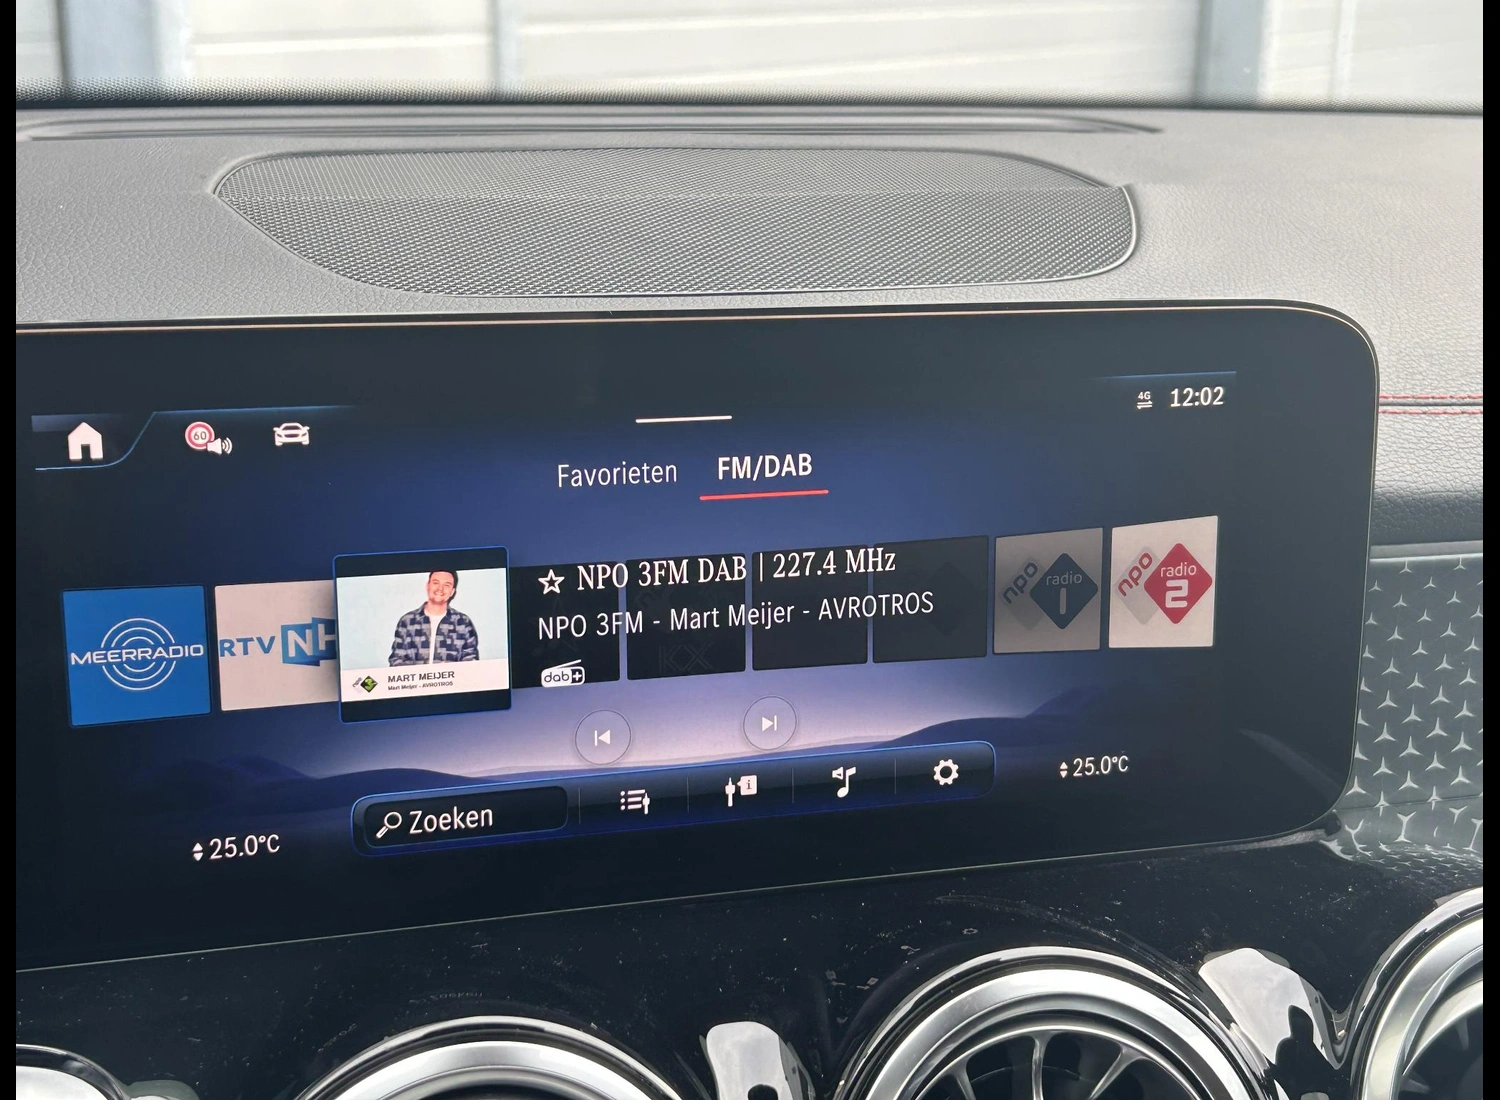 4G 12:02
60
Favorieten FM/DAB
NPO 3FM DAB | 227.4 MHz
NPO 3FM - Mart Meijer - AVROTROS
MEERRADIO
RTV NH
MART MEIJER
Mart Meijer - AVROTROS
dab+
npo radio 1
npo radio 2
Zoeken
25.0°C
25.0°C